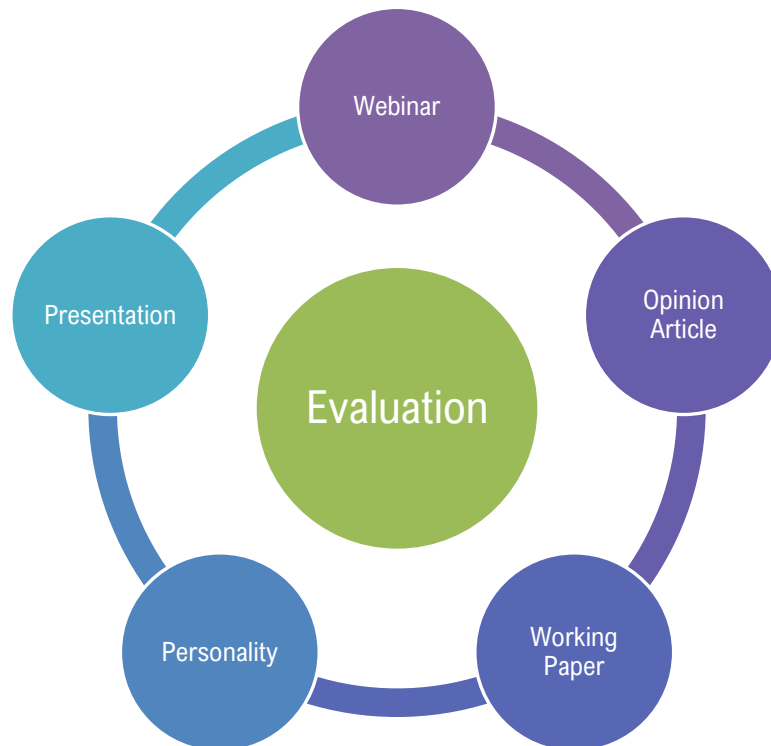 Webinar
Opinion
Article
Working
Paper
Personality
Presentation
Evaluation